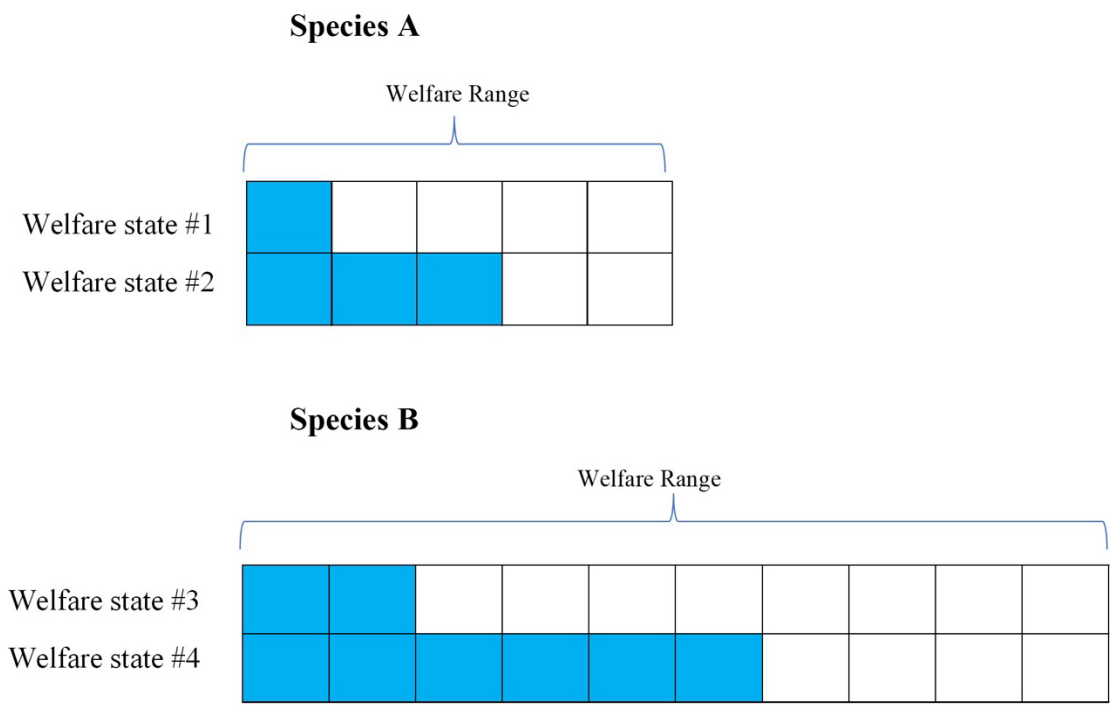 Species A
Welfare Range
Welfare state #1
Welfare state #2
Species B
Welfare Range
Welfare state #3
Welfare state #4